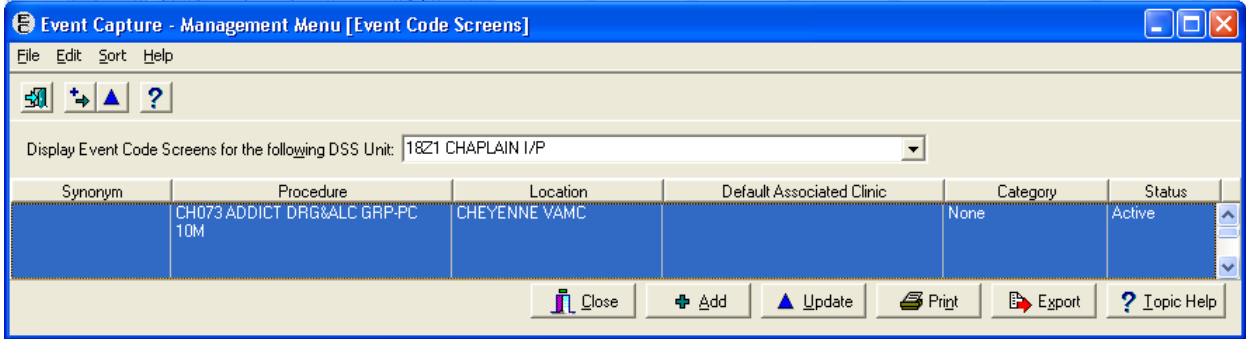 Event Capture - Management Menu [Event Code Screens]
File Edit Sort Help
?
Display Event Code Screens for the following DSS Unit: 18Z1 CHAPLAIN I/P
Synonym Procedure Location Default Associated Clinic Category Status
CH073 ADDICT DRG&ALC GRP-PC CHEYENNE VAMC None Active
10M
Close Add Update Print Export ? Topic Help